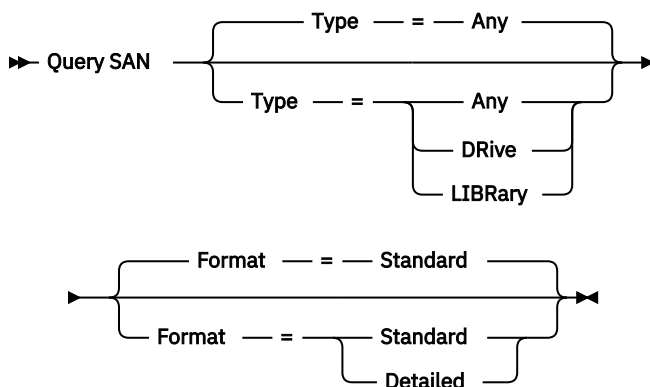 Type = Any
Query SAN
Type = Any
DRive
LIBRary
Format = Standard
Format = Standard
Detailed